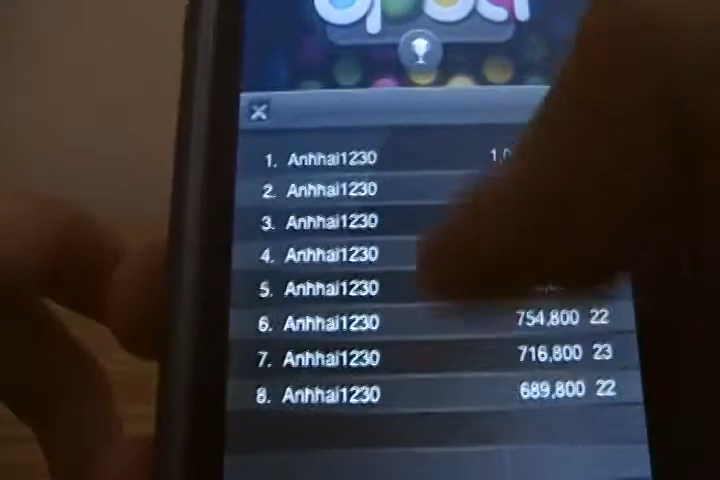 1. Anhhai1230
2. Anhhai1230
3. Anhhai1230
4. Anhhai1230
5. Anhhai1230
6. Anhhai1230 754,800 22
7. Anhhai1230 716,800 23
8. Anhhai1230 689,800 22